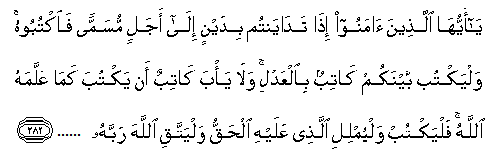 يَٰٓأَيُّهَا ٱلَّذِينَ ءَامَنُوٓا۟ إِذَا تَدَايَنتُم بِدَيْنٍ إِلَىٰٓ أَجَلٍ مُّسَمًّى فَٱكْتُبُوهُ ۚ
وَلْيَكْتُب بَّيْنَكُمْ كَاتِبٌۢ بِٱلْعَدْلِ ۚ وَلَا يَأْبَ كَاتِبٌ أَن يَكْتُبَ كَمَا عَلَّمَهُ
ٱللَّهُ ۚ فَلْيَكْتُبْ وَلْيُمْلِلِ ٱلَّذِى عَلَيْهِ ٱلْحَقُّ وَلْيَتَّقِ ٱللَّهَ رَبَّهُۥ ...... ٢٨٢